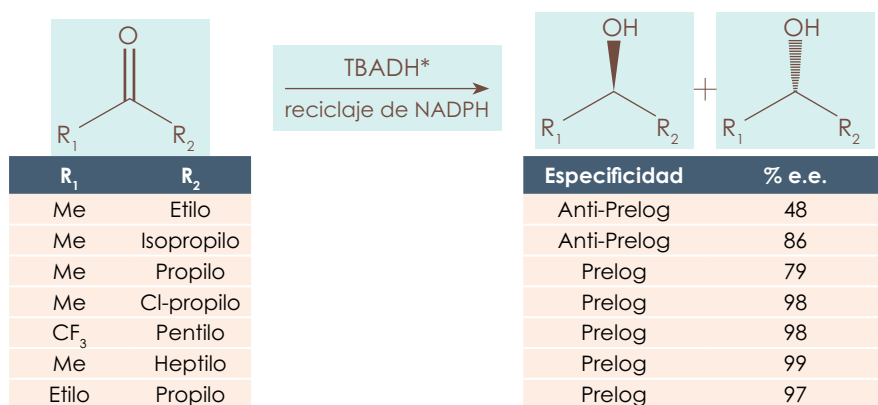 O
R₁ R₂
TBADH*
reciclaje de NADPH
OH
R₁ R₂
+
OH
R₁ R₂
R₁ R₂ Especificidad % e.e.
Me Etilo Anti-Prelog 48
Me Isopropilo Anti-Prelog 86
Me Propilo Prelog 79
Me Cl-propilo Prelog 98
CF₃ Pentilo Prelog 98
Me Heptilo Prelog 99
Etilo Propilo Prelog 97